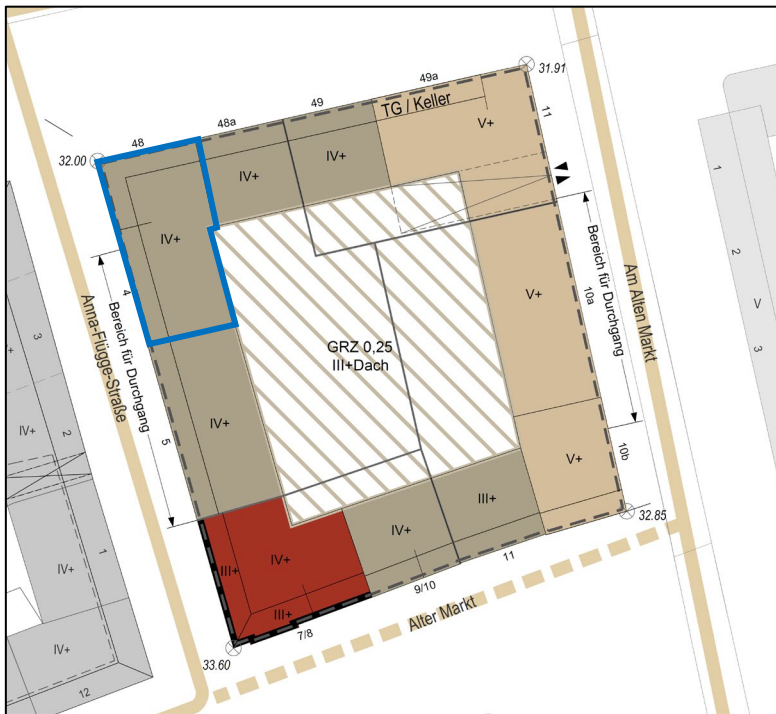 49a
31.91
49
TG / Keller
48a
11
48
V+
32.00
IV+
IV+
1
IV+
Bereich für Durchgang
2
4
Bereich für Durchgang
10a
Am Alten Markt
V+
V
3
Anna-Flügge-Straße
GRZ 0,25
III+Dach
3
IV+
IV+
2
5
V+
10b
III+
IV+
32.85
IV+
III+
IV+
1
11
9/10
III+
Alter Markt
7/8
IV+
33.60
12